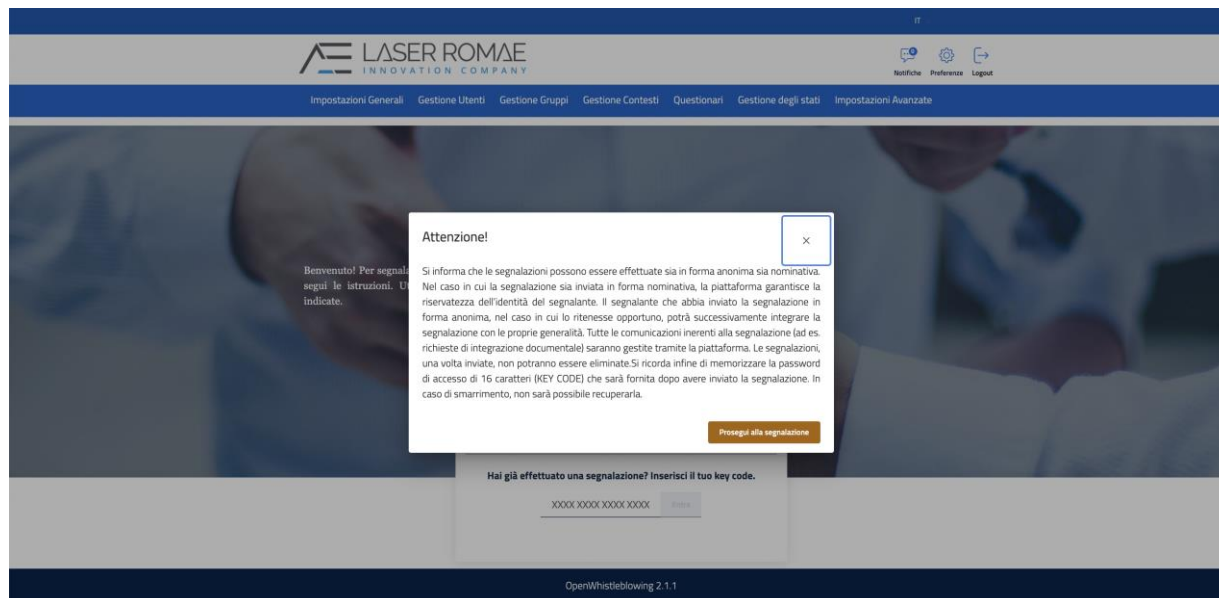 IT
LASER ROMAE
INNOVATION COMPANY
Notifiche Preferenze Logout
Impostazioni Generali Gestione Utenti Gestione Gruppi Gestione Contesti Questionari Gestione degli stati Impostazioni Avanzate
Attenzione!
Benvenuto! Per segnala
segui le istruzioni. Ut
indicate.
Si informa che le segnalazioni possono essere effettuate sia in forma anonima sia nominativa.
Nel caso in cui la segnalazione sia inviata in forma nominativa, la piattaforma garantisce la
riservatezza dell'identità del segnalante. Il segnalante che abbia inviato la segnalazione in
forma anonima, nel caso in cui lo ritenesse opportuno, potrà successivamente integrare la
segnalazione con le proprie generalità. Tutte le comunicazioni inerenti alla segnalazione (ad es.
richieste di integrazione documentale) saranno gestite tramite la piattaforma. Le segnalazioni,
una volta inviate, non potranno essere eliminate.Si ricorda infine di memorizzare la password
di accesso di 16 caratteri (KEY CODE) che sarà fornita dopo avere inviato la segnalazione. In
caso di smarrimento, non sarà possibile recuperarla.
Prosegui alla segnalazione
Hai già effettuato una segnalazione? Inserisci il tuo key code.
XXXX XXXX XXXX XXXX
OpenWhistleblowing 2.1.1